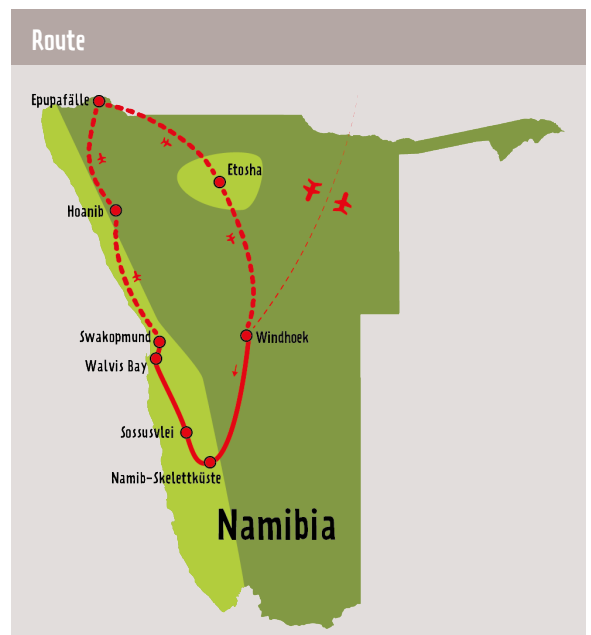 Route
Epupafälle
Etosha
Hoanib
Swakopmund
Windhoek
Walvis Bay
Sossusvlei
Namib-Skelettküste
Namibia